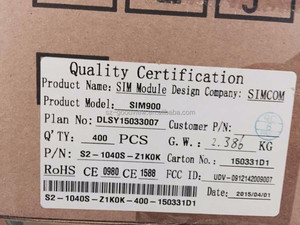 Quality Certification
Product Name: SIM Module Design Company: SIMCOM
Product Model: SIM900
Plan No: DLSY15033007 Customer P/N:
Q'TY: 400 PCS G. W.: 2.386 KG
P/N: S2-1040S-Z1K0K Carton No.: 150331D1
RoHS CE 0980 CE 1588 FCC ID: UDV-0912142009007
Date: 2015/04/01
S2-1040S-Z1K0K-400-150331D1